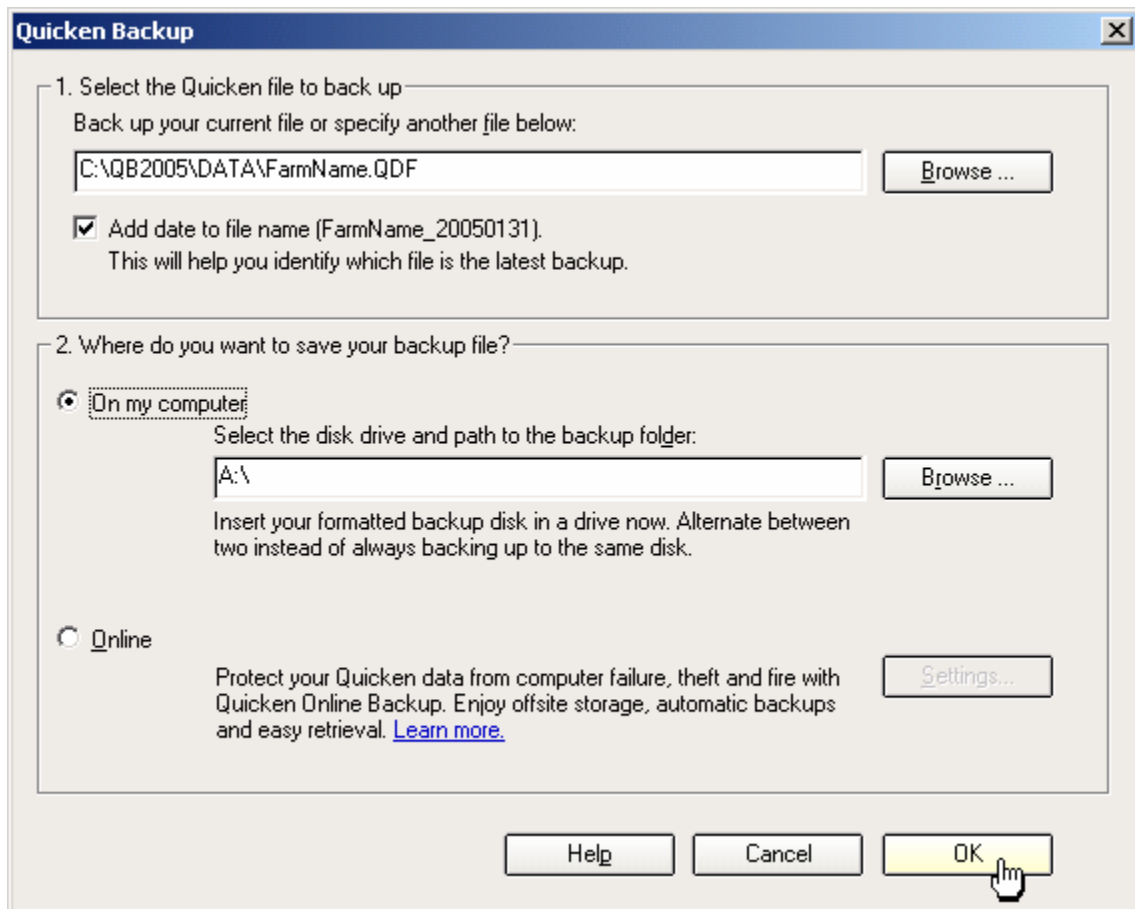 Quicken Backup
1. Select the Quicken file to back up
Back up your current file or specify another file below:
C:\QB2005\DATA\FarmName.QDF
Browse ...
Add date to file name (FarmName_20050131).
This will help you identify which file is the latest backup.
2. Where do you want to save your backup file?
On my computer
Select the disk drive and path to the backup folder:
A:\
Browse ...
Insert your formatted backup disk in a drive now. Alternate between
two instead of always backing up to the same disk.
Online
Protect your Quicken data from computer failure, theft and fire with
Quicken Online Backup. Enjoy offsite storage, automatic backups
and easy retrieval. Learn more.
Settings...
Help
Cancel
OK